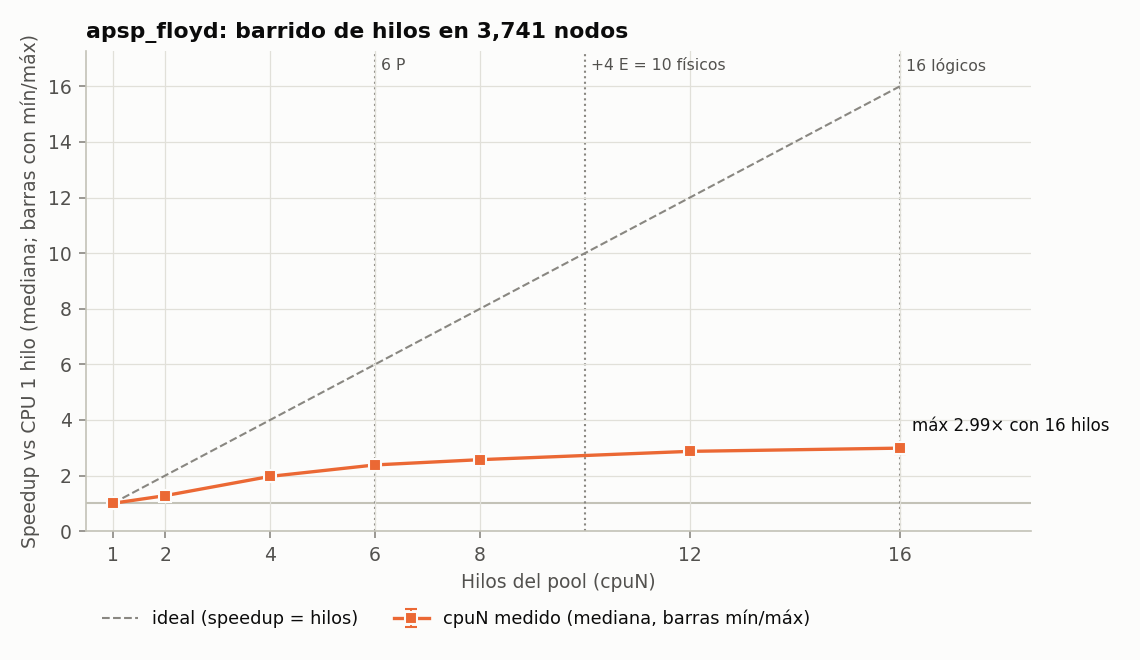 apsp_floyd: barrido de hilos en 3,741 nodos
Speedup vs CPU 1 hilo (mediana; barras con mín/máx)
6 P
+4 E = 10 físicos
16 lógicos
16
14
12
10
8
6
4
2
0
máx 2.99× con 16 hilos
1 2 4 6 8 12 16
Hilos del pool (cpuN)
ideal (speedup = hilos)
cpuN medido (mediana, barras mín/máx)